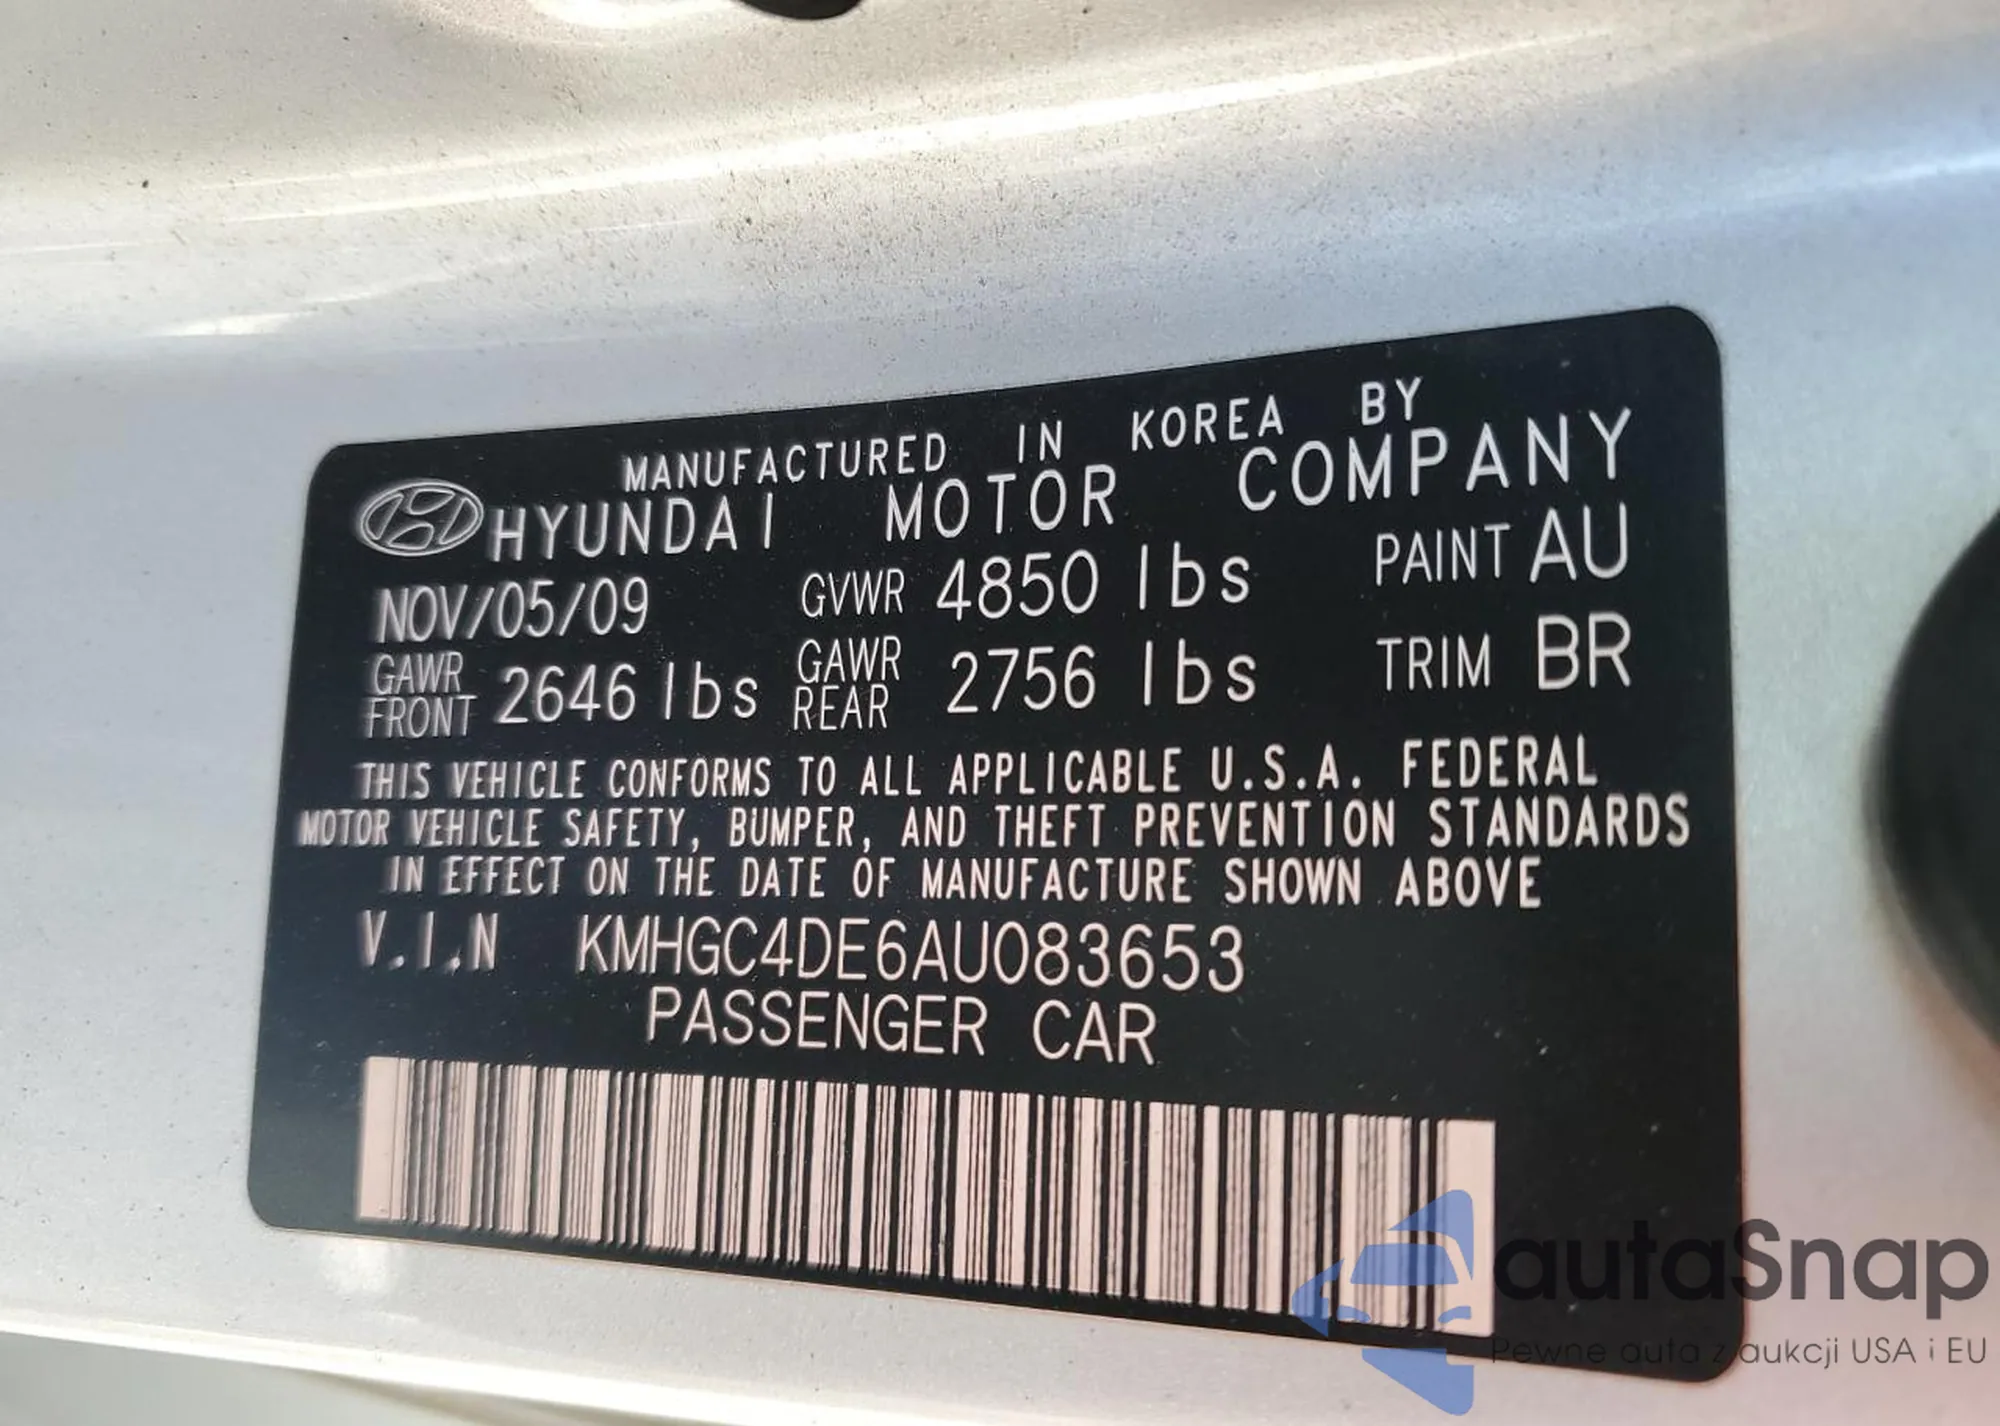 MANUFACTURED IN KOREA BY
HYUNDAI MOTOR COMPANY
NOV/05/09 GVWR 4850 lbs PAINT AU
GAWR FRONT 2646 lbs GAWR REAR 2756 lbs TRIM BR
THIS VEHICLE CONFORMS TO ALL APPLICABLE U.S.A. FEDERAL
MOTOR VEHICLE SAFETY, BUMPER, AND THEFT PREVENTION STANDARDS
IN EFFECT ON THE DATE OF MANUFACTURE SHOWN ABOVE
V.I.N KMHGC4DE6AU083653
PASSENGER CAR
autaSnap
Pewne auta z aukcji USA i EU